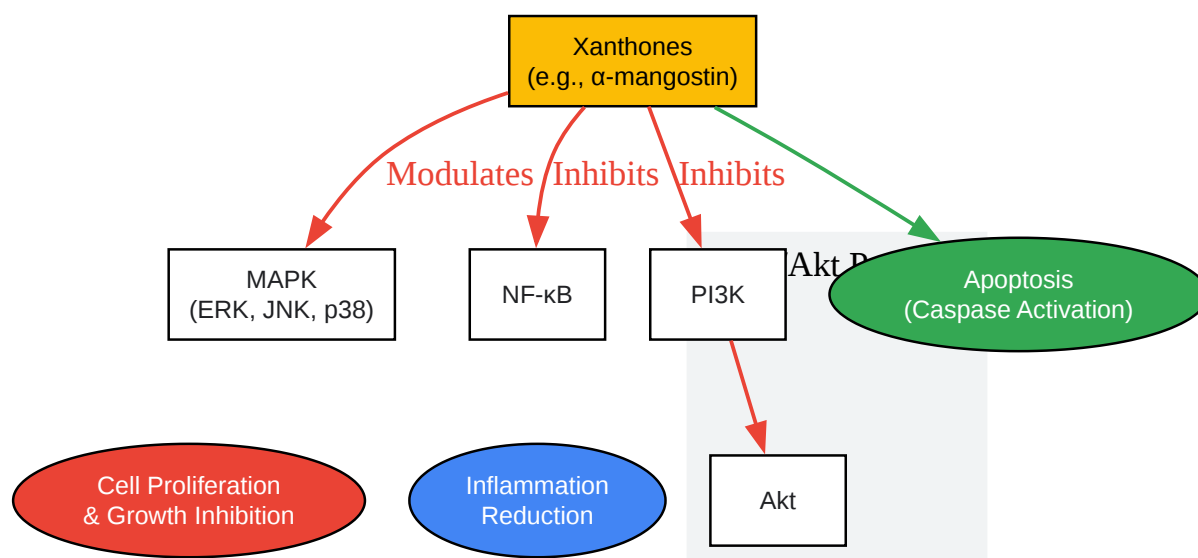 Xanthones
(e.g., α-mangostin)
Modulates Inhibits Inhibits
MAPK
(ERK, JNK, p38)
NF-κB
PI3K
Akt
Apoptosis
(Caspase Activation)
Cell Proliferation
& Growth Inhibition
Inflammation
Reduction
Akt